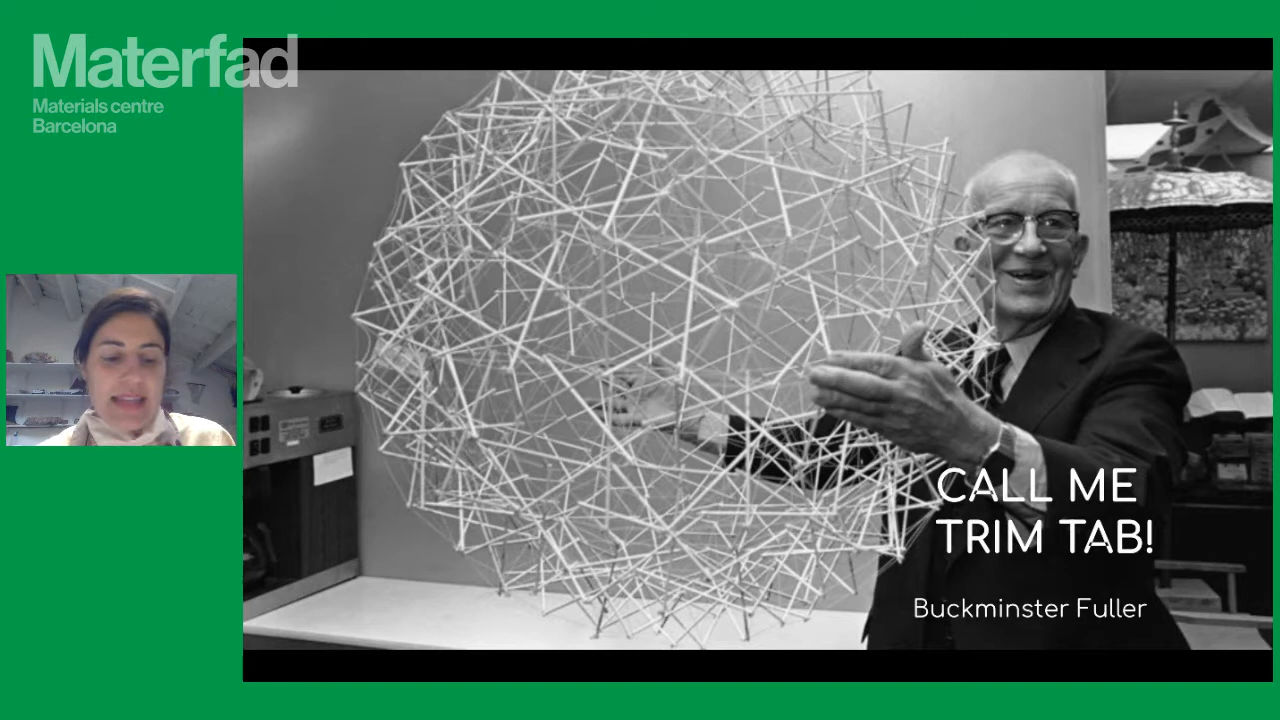 Materfad
Materials centre
Barcelona
CALL ME
TRIM TAB!
Buckminster Fuller